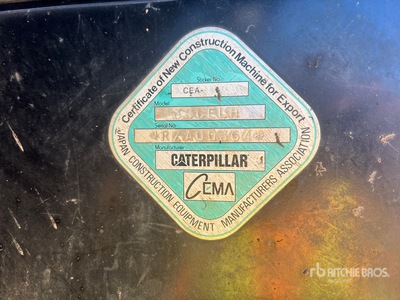 Certificate of New Construction Machine for Export
Sticker No.
CEA-
Model
Serial No.
Manufacturer
CATERPILLAR
CEMA
JAPAN CONSTRUCTION EQUIPMENT MANUFACTURERS ASSOCIATION
rb RITCHIE BROS.